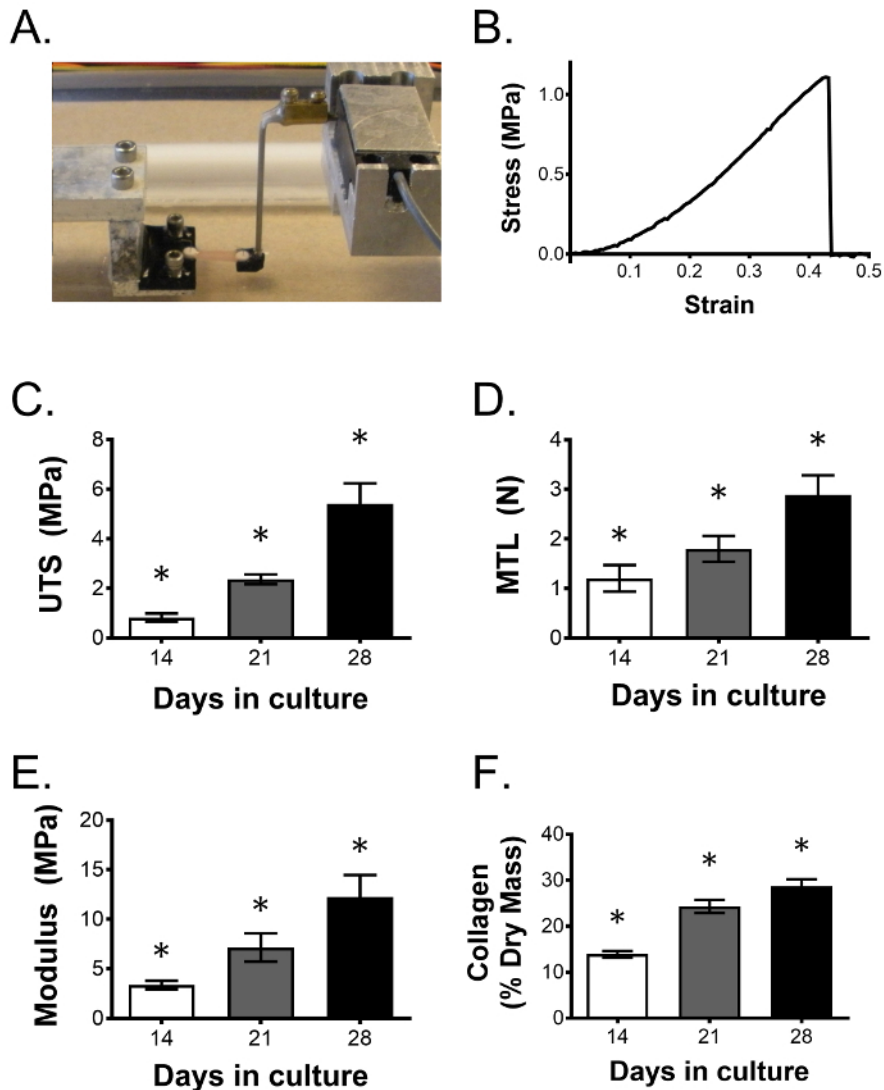 A.
B.
Stress (MPa)
1.0
0.5
0.0
0.1 0.2 0.3 0.4 0.5
Strain
C.
UTS (MPa)
8
6
4
2
0
14 21 28
Days in culture
D.
MTL (N)
4
3
2
1
0
14 21 28
Days in culture
E.
Modulus (MPa)
20
15
10
5
0
14 21 28
Days in culture
F.
Collagen
(% Dry Mass)
40
30
20
10
0
14 21 28
Days in culture